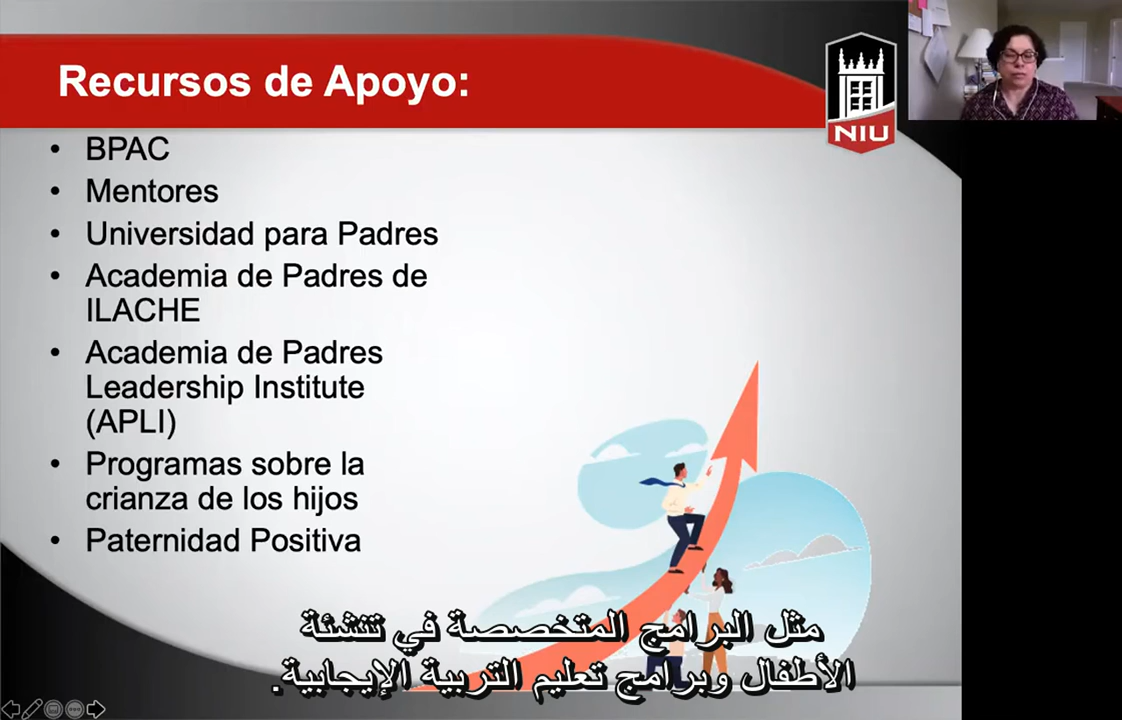 Recursos de Apoyo:
NIU
• BPAC
• Mentores
• Universidad para Padres
• Academia de Padres de
ILACHE
• Academia de Padres
Leadership Institute
(APLI)
• Programas sobre la
crianza de los hijos
• Paternidad Positiva
مثل البرامج المتخصصة في تنشئة
الأطفال وبرامج تعليم التربية الإيجابية.